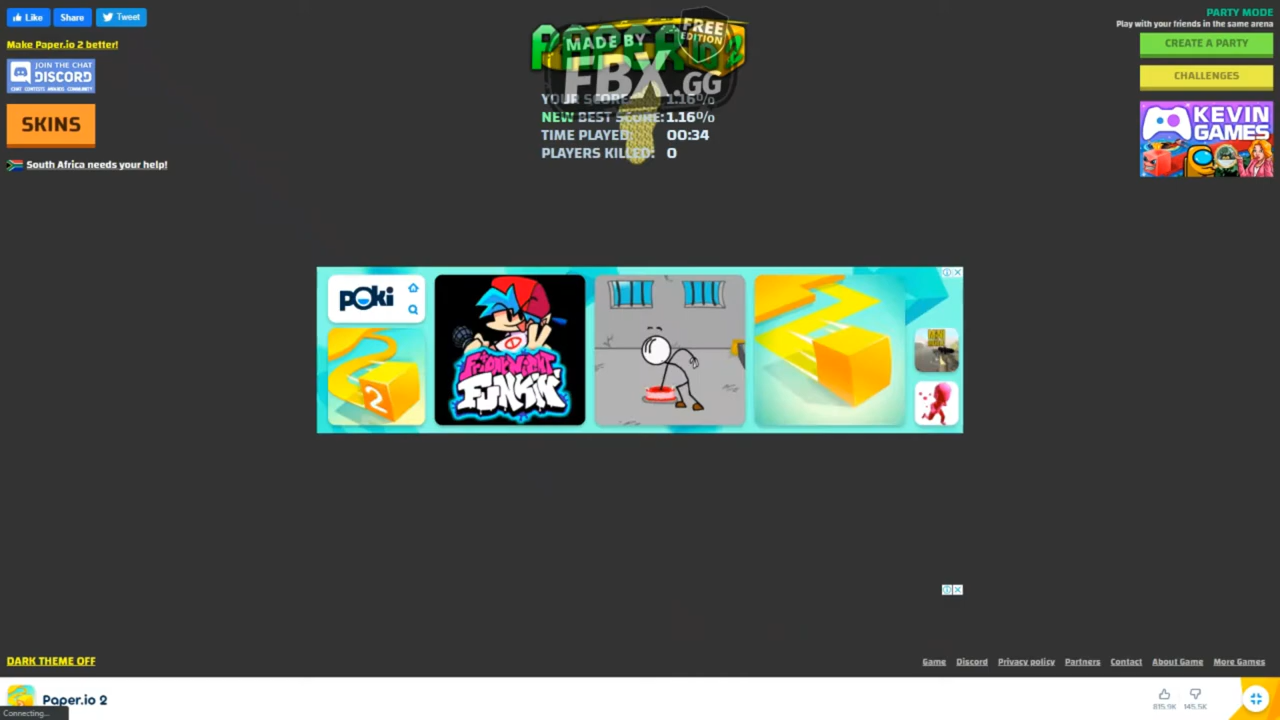 Like
Share
Tweet
Make Paper.io 2 better!
JOIN THE CHAT
DISCORD
CHAT CONTESTS AWARDS COMMUNITY
SKINS
South Africa needs your help!
MADE BY
FREE
EDITION
FBX.GG
YOUR SCORE: 1.16%
NEW BEST SCORE: 1.16%
TIME PLAYED: 00:34
PLAYERS KILLED: 0
PARTY MODE
Play with your friends in the same arena
CREATE A PARTY
CHALLENGES
KEVIN
GAMES
poki
2
FRIDAY NIGHT
FUNKIN'
DARK THEME OFF
Game
Discord
Privacy policy
Partners
Contact
About Game
More Games
Paper.io 2
Connecting...
815.9K
145.5K